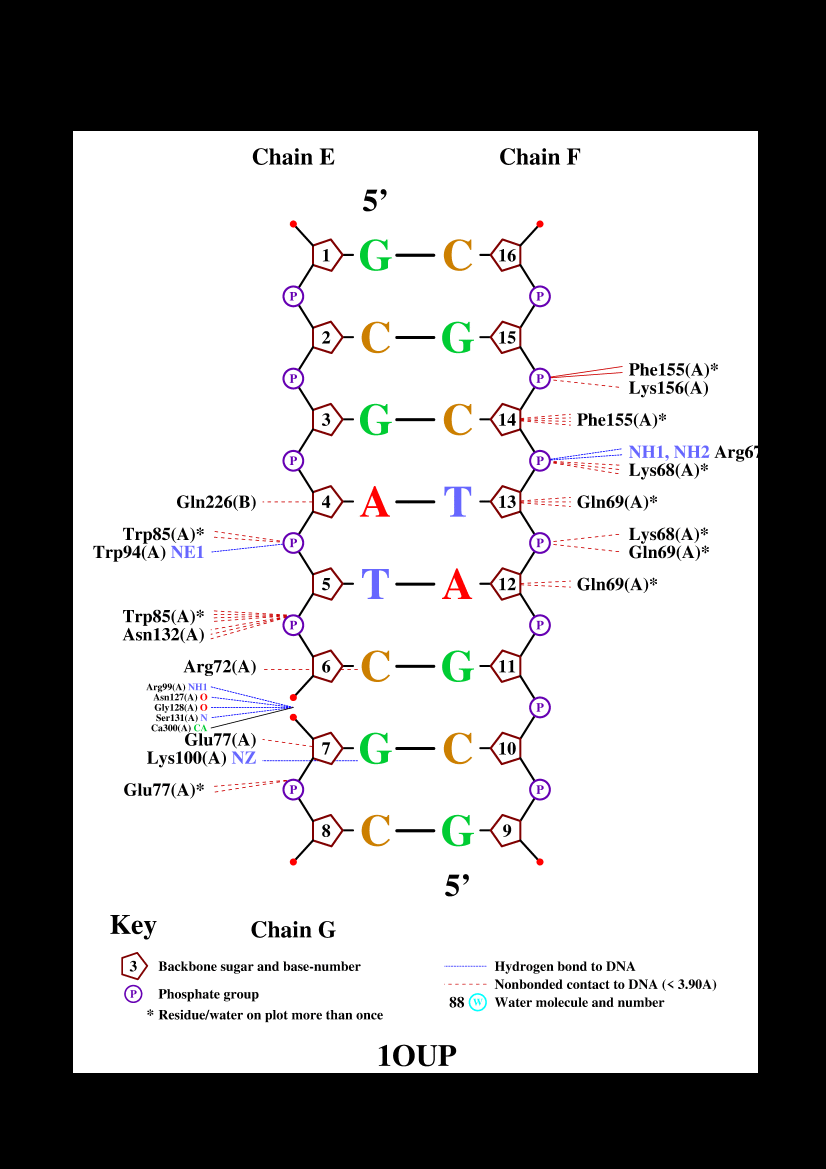 Chain E Chain F
5’
1 G C 16
P P
2 C G 15
P P Phe155(A)*
Lys156(A)
3 G C 14 Phe155(A)*
P P NH1, NH2 Arg67
Lys68(A)*
Gln226(B) 4 A T 13 Gln69(A)*
Trp85(A)* P P Lys68(A)*
Trp94(A) NE1 Gln69(A)*
5 T A 12 Gln69(A)*
Trp85(A)* P P
Asn132(A)
Arg72(A) 6 C G 11
Arg99(A) NH1
Asn127(A) O
Gly128(A) O P
Ser131(A) N
Ca300(A) CA
Glu77(A)
7 G C 10
Lys100(A) NZ
Glu77(A)* P P
8 C G 9
5’
Key Chain G
3 Backbone sugar and base-number Hydrogen bond to DNA
Nonbonded contact to DNA (< 3.90A)
P Phosphate group 88 W Water molecule and number
* Residue/water on plot more than once
1OUP